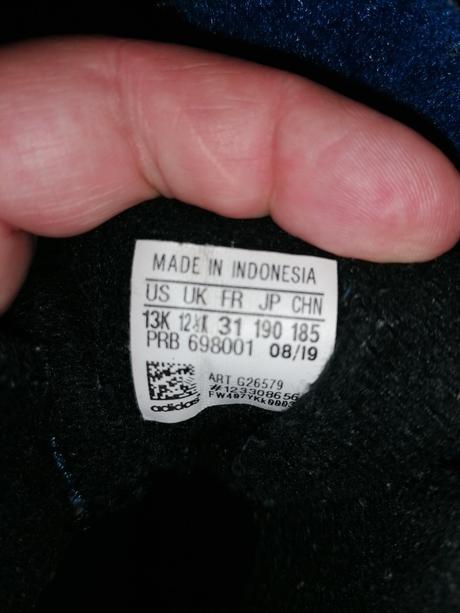 MADE IN INDONESIA
US UK FR JP CHN
13K 12½K 31 190 185
PRB 698001 08/19
ART G26579
#123308656
adidas